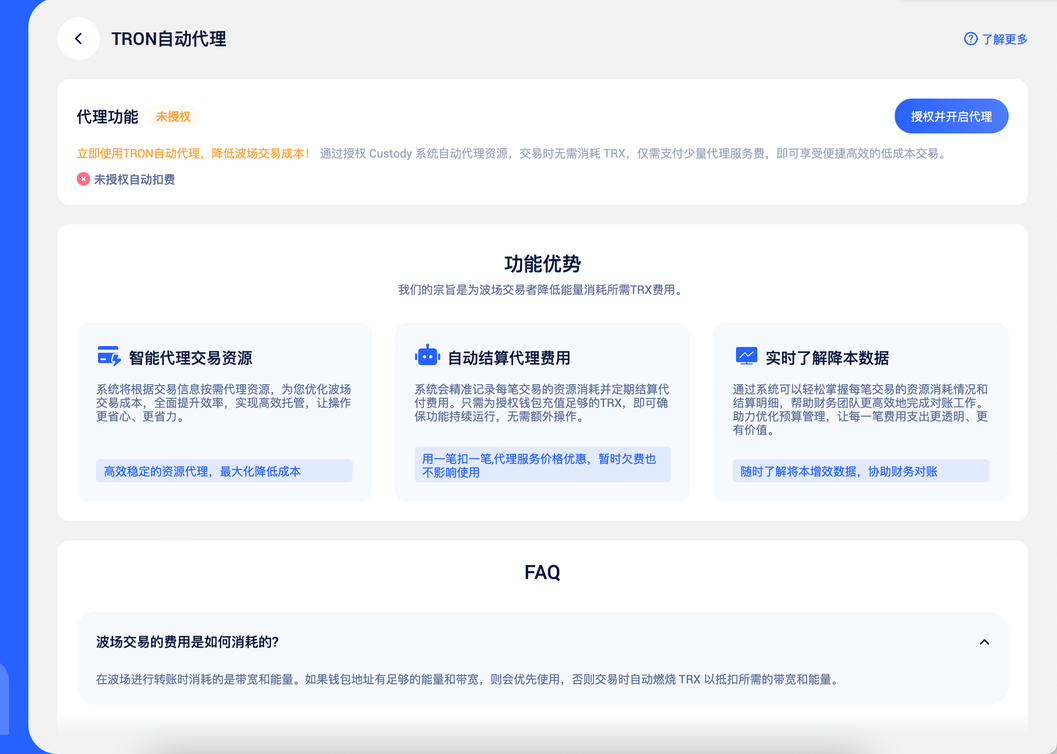 TRON自动代理
了解更多
代理功能 未授权
授权并开启代理
立即使用TRON自动代理，降低波场交易成本！ 通过授权 Custody 系统自动代理资源，交易时无需消耗 TRX，仅需支付少量代理服务费，即可享受便捷高效的低成本交易。
未授权自动扣费
功能优势
我们的宗旨是为波场交易者降低能量消耗所需TRX费用。
智能代理交易资源
系统将根据交易信息按需代理资源，为您优化波场
交易成本，全面提升效率，实现高效托管，让操作
更省心、更省力。
高效稳定的资源代理，最大化降低成本
自动结算代理费用
系统会精准记录每笔交易的资源消耗并定期结算代
付费用。只需为授权钱包充值足够的TRX，即可确
保功能持续运行，无需额外操作。
用一笔扣一笔,代理服务价格优惠，暂时欠费也
不影响使用
实时了解降本数据
通过系统可以轻松掌握每笔交易的资源消耗情况和
结算明细，帮助财务团队更高效地完成对账工作。
助力优化预算管理，让每一笔费用支出更透明、更
有价值。
随时了解将本增效数据，协助财务对账
FAQ
波场交易的费用是如何消耗的?
在波场进行转账时消耗的是带宽和能量。如果钱包地址有足够的能量和带宽，则会优先使用，否则交易时自动燃烧 TRX 以抵扣所需的带宽和能量。